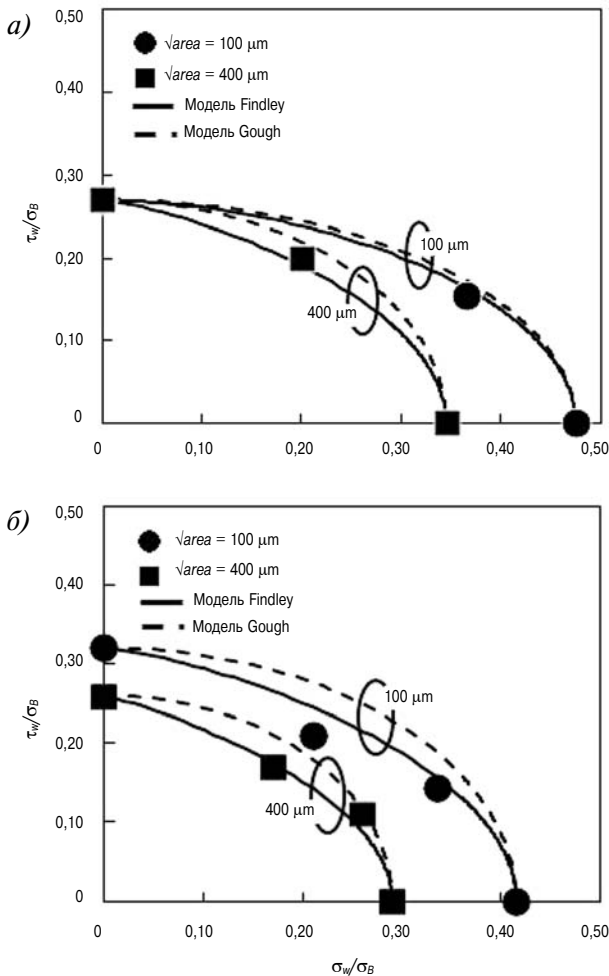 а)
0,50
√area = 100 μm
√area = 400 μm
0,40
Модель Findley
Модель Gough
0,30
τw/σB
0,20
100 μm
400 μm
0,10
0
0 0,10 0,20 0,30 0,40 0,50
б)
0,50
√area = 100 μm
√area = 400 μm
0,40
Модель Findley
Модель Gough
0,30
τw/σB
100 μm
0,20
400 μm
0,10
0
0 0,10 0,20 0,30 0,40 0,50
σw/σB